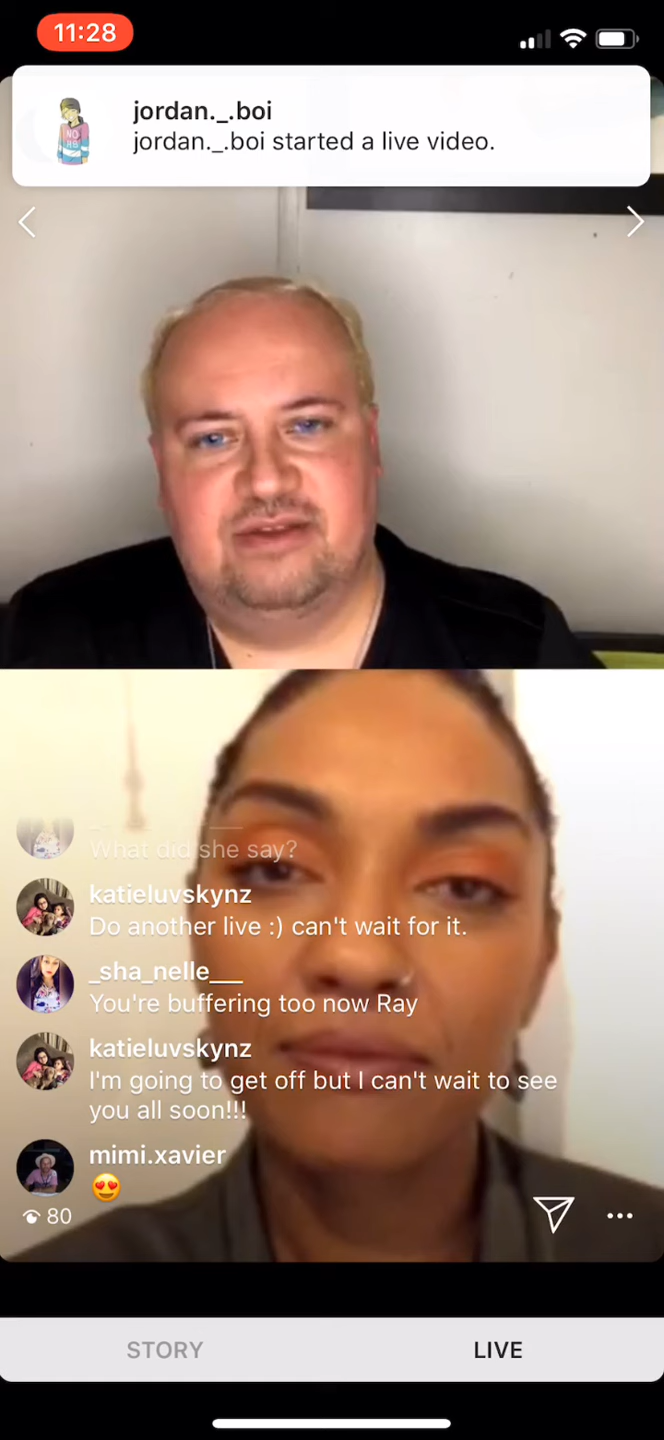 11:28
jordan._.boi
jordan._.boi started a live video.
What did she say?
katieluvskynz
Do another live :) can't wait for it.
_sha_nelle___
You're buffering too now Ray
katieluvskynz
I'm going to get off but I can't wait to see
you all soon!!!
mimi.xavier
😍
80
STORY
LIVE